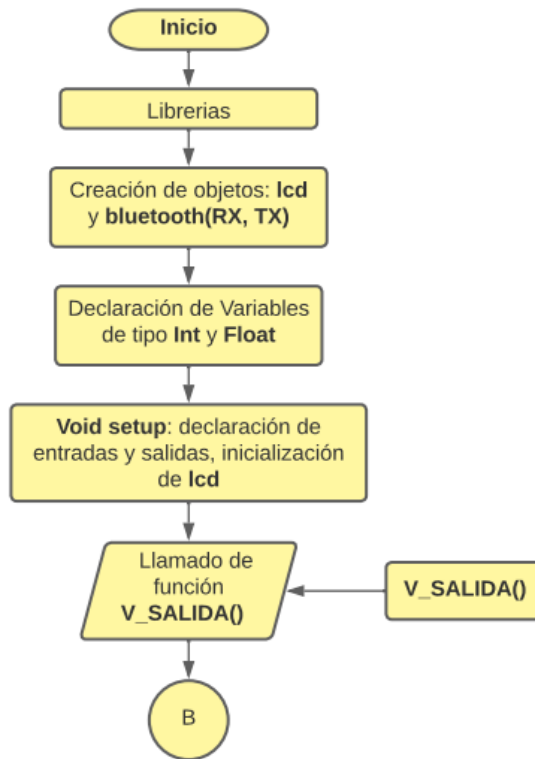 Inicio
Librerias
Creación de objetos: lcd
y bluetooth(RX, TX)
Declaración de Variables
de tipo Int y Float
Void setup: declaración de
entradas y salidas, inicialización
de lcd
Llamado de
función
V_SALIDA()
V_SALIDA()
B